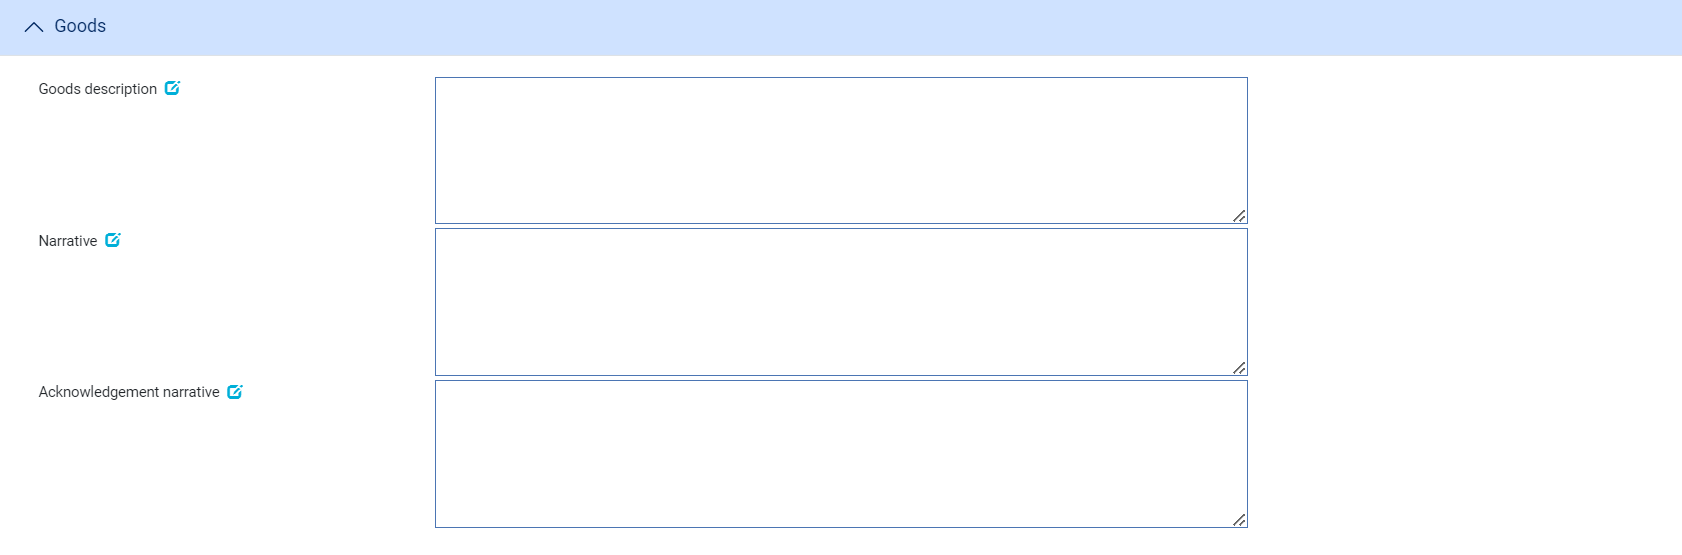 Goods
Goods description
Narrative
Acknowledgement narrative